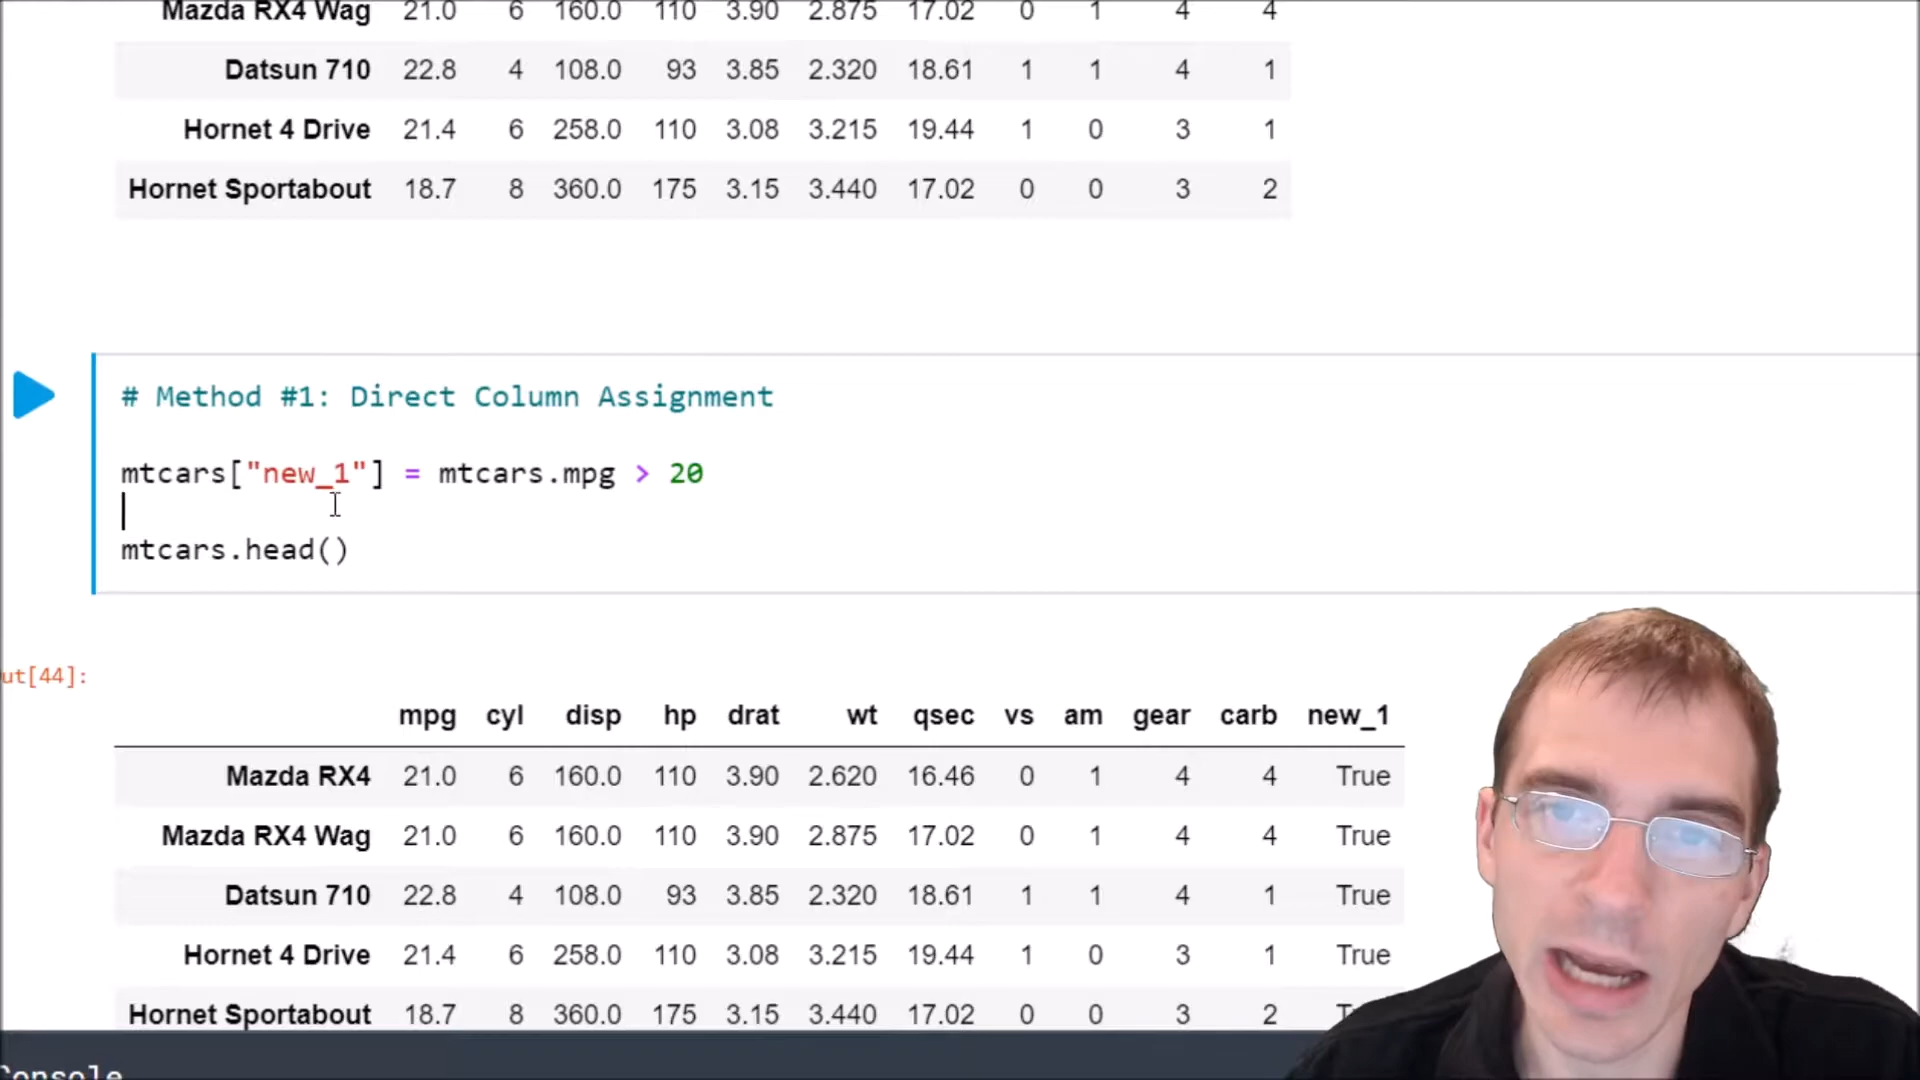 Mazda RX4 Wag 21.0 6 160.0 110 3.90 2.875 17.02 0 1 4 4
Datsun 710 22.8 4 108.0 93 3.85 2.320 18.61 1 1 4 1
Hornet 4 Drive 21.4 6 258.0 110 3.08 3.215 19.44 1 0 3 1
Hornet Sportabout 18.7 8 360.0 175 3.15 3.440 17.02 0 0 3 2
# Method #1: Direct Column Assignment
mtcars["new_1"] = mtcars.mpg > 20
mtcars.head()
ut[44]:
mpg cyl disp hp drat wt qsec vs am gear carb new_1
Mazda RX4 21.0 6 160.0 110 3.90 2.620 16.46 0 1 4 4 True
Mazda RX4 Wag 21.0 6 160.0 110 3.90 2.875 17.02 0 1 4 4 True
Datsun 710 22.8 4 108.0 93 3.85 2.320 18.61 1 1 4 1 True
Hornet 4 Drive 21.4 6 258.0 110 3.08 3.215 19.44 1 0 3 1 True
Hornet Sportabout 18.7 8 360.0 175 3.15 3.440 17.02 0 0 3 2
Console